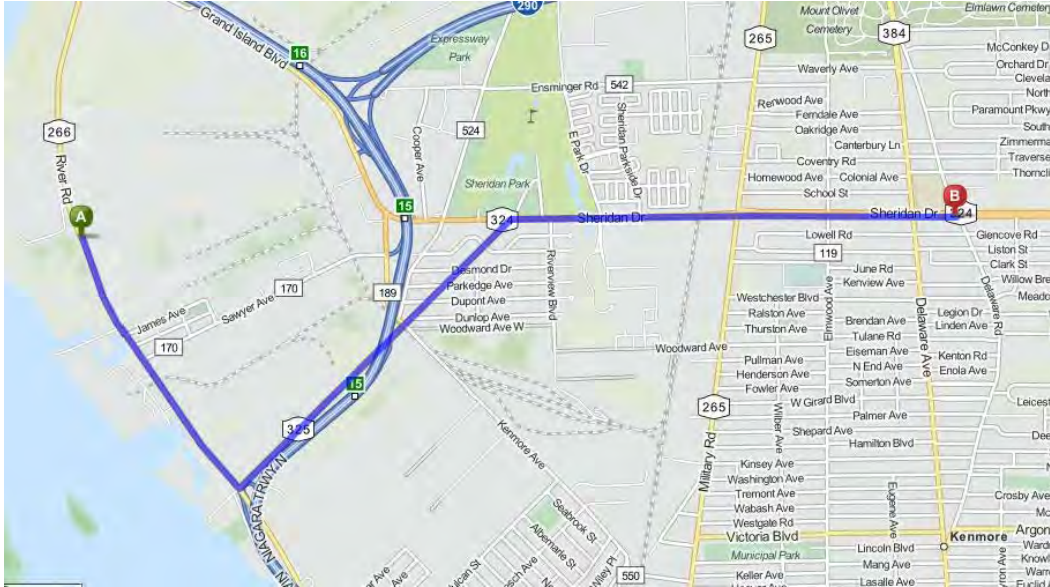 290
Mount Olivet
Cemetery
Elmlawn Cemetery
Grand Island Blvd
16
Expressway
Park
265
384
McConkey D
Orchard Dr
Waverly Ave
Clevela
266
Ensminger Rd
542
North
Renwood Ave
Paramount Pkwy
Ferndale Ave
524
Sheridan Parkside Dr
Oakridge Ave
South
Cooper Ave
E Park Dr
Canterbury Ln
Zimmerma
River Rd
Coventry Rd
Traverse
Homewood Ave
Colonial Ave
Thorncli
Sheridan Park
School St
A
B
15
324
Sheridan Dr
Sheridan Dr
324
Lowell Rd
Glencove Rd
119
Liston St
Clark St
Desmond Dr
Riverview Blvd
June Rd
170
Parkedge Ave
Kenview Ave
Willow Bre
189
Dupont Ave
Westchester Blvd
Elmwood Ave
Delaware Ave
Delaware Rd
Meado
James Ave
Sawyer Ave
Dunlop Ave
Ralston Ave
Brendan Ave
Legion Dr
Woodward Ave W
Thurston Ave
Linden Ave
170
Woodward Ave
Tulane Rd
Pullman Ave
Eiseman Ave
Kenton Rd
Henderson Ave
N End Ave
Enola Ave
15
Fowler Ave
Somerton Ave
265
W Girard Blvd
Leicest
325
Wilber Ave
Palmer Ave
Kenmore Ave
Military Rd
Shepard Ave
Hamilton Blvd
Dee
NIAGARA TRWY N
Kinsey Ave
Washington Ave
Tremont Ave
Eugene Ave
Crosby Ave
Seabrook St
Wabash Ave
Westgate Rd
Albemarle St
Victoria Blvd
Kenmore
Argon
Municipal Park
Lincoln Blvd
Wiley Pl
550
Keller Ave
Mang Ave
Lasalle Ave